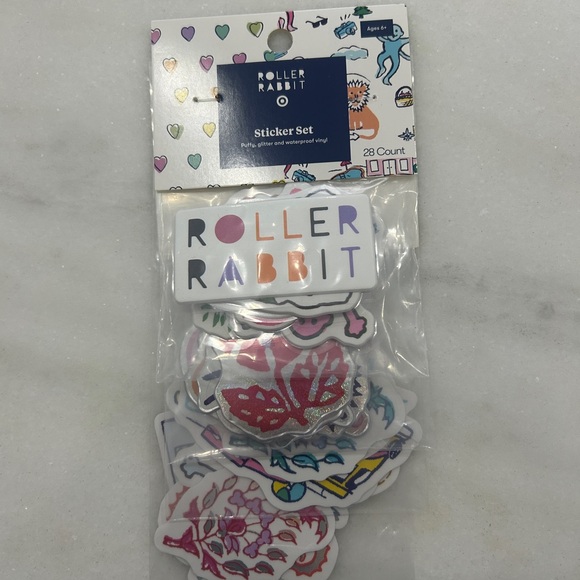 Ages 6+
ROLLER
RABBIT
Sticker Set
Puffy, glitter and waterproof vinyl
28 Count
ROLLER
RABBIT